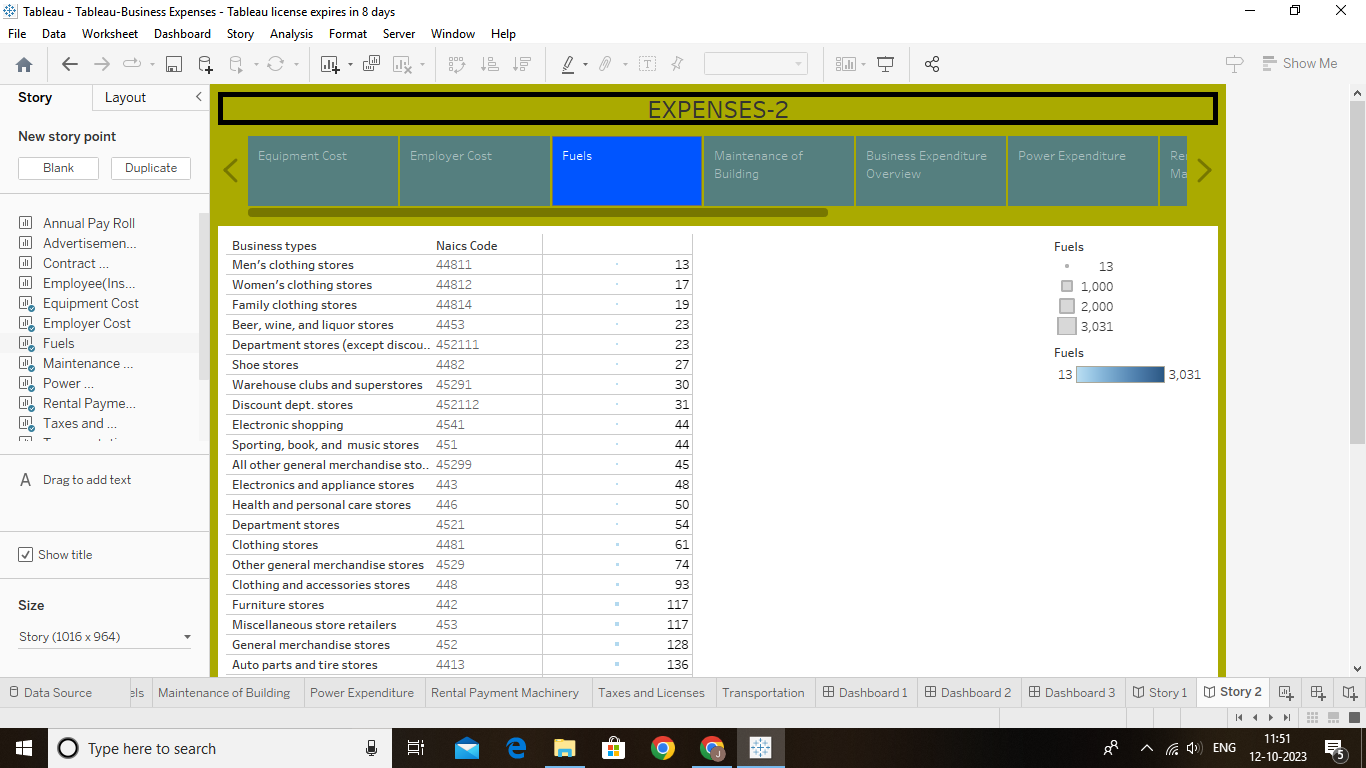 Tableau - Tableau-Business Expenses - Tableau license expires in 8 days
File Data Worksheet Dashboard Story Analysis Format Server Window Help
Show Me
Story Layout
New story point
Blank Duplicate
Annual Pay Roll
Advertisemen...
Contract ...
Employee(Ins...
Equipment Cost
Employer Cost
Fuels
Maintenance ...
Power ...
Rental Payme...
Taxes and ...
A Drag to add text
Show title
Size
Story (1016 x 964)
EXPENSES-2
Equipment Cost
Employer Cost
Fuels
Maintenance of
Building
Business Expenditure
Overview
Power Expenditure
Business types Naics Code
Men's clothing stores 44811 13
Women's clothing stores 44812 17
Family clothing stores 44814 19
Beer, wine, and liquor stores 4453 23
Department stores (except discou.. 452111 23
Shoe stores 4482 27
Warehouse clubs and superstores 45291 30
Discount dept. stores 452112 31
Electronic shopping 4541 44
Sporting, book, and music stores 451 44
All other general merchandise sto.. 45299 45
Electronics and appliance stores 443 48
Health and personal care stores 446 50
Department stores 4521 54
Clothing stores 4481 61
Other general merchandise stores 4529 74
Clothing and accessories stores 448 93
Furniture stores 442 117
Miscellaneous store retailers 453 117
General merchandise stores 452 128
Auto parts and tire stores 4413 136
Fuels
13
1,000
2,000
3,031
Fuels
13 3,031
Data Source els Maintenance of Building Power Expenditure Rental Payment Machinery Taxes and Licenses Transportation Dashboard 1 Dashboard 2 Dashboard 3 Story 1 Story 2
Type here to search
ENG
11:51
12-10-2023
5